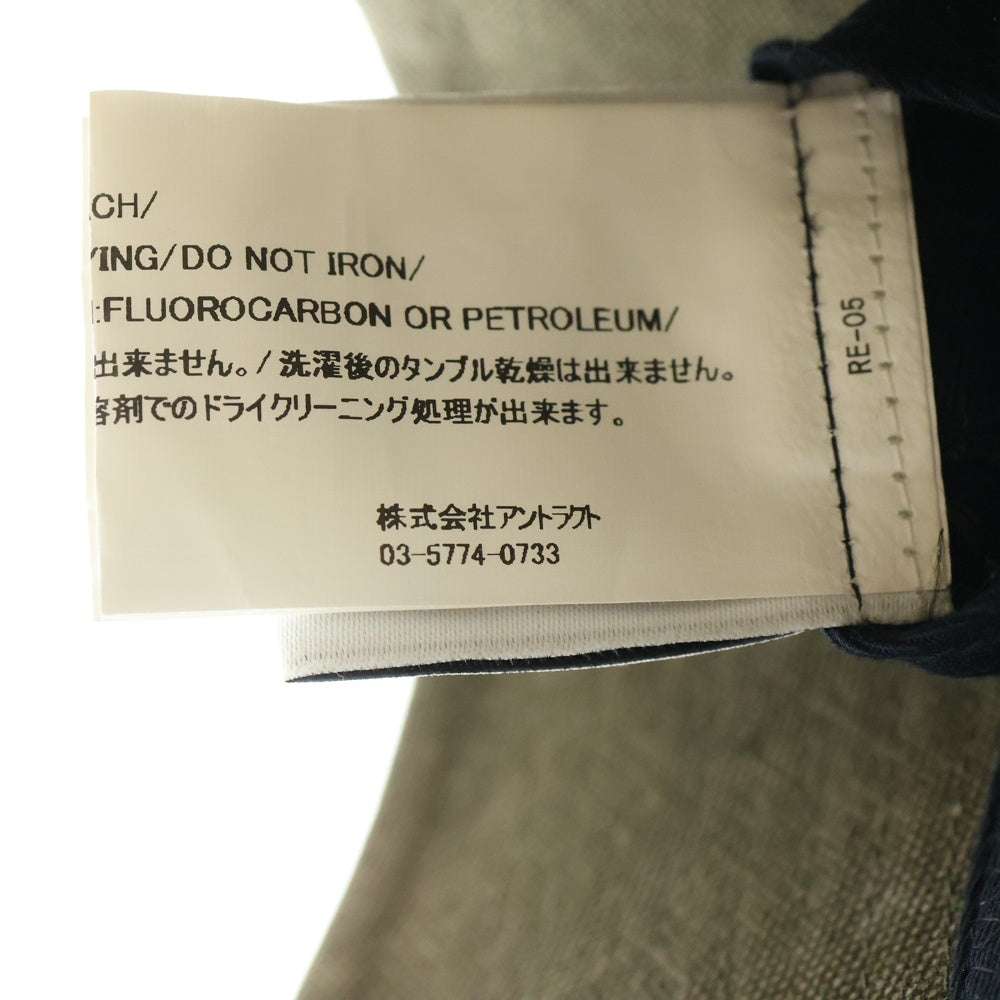 CH/
YING/DO NOT IRON/
:FLUOROCARBON OR PETROLEUM/
出来ません。/ 洗濯後のタンブル乾燥は出来ません。
溶剤でのドライクリーニング処理が出来ます。
株式会社アントラクト
03-5774-0733
RE-05